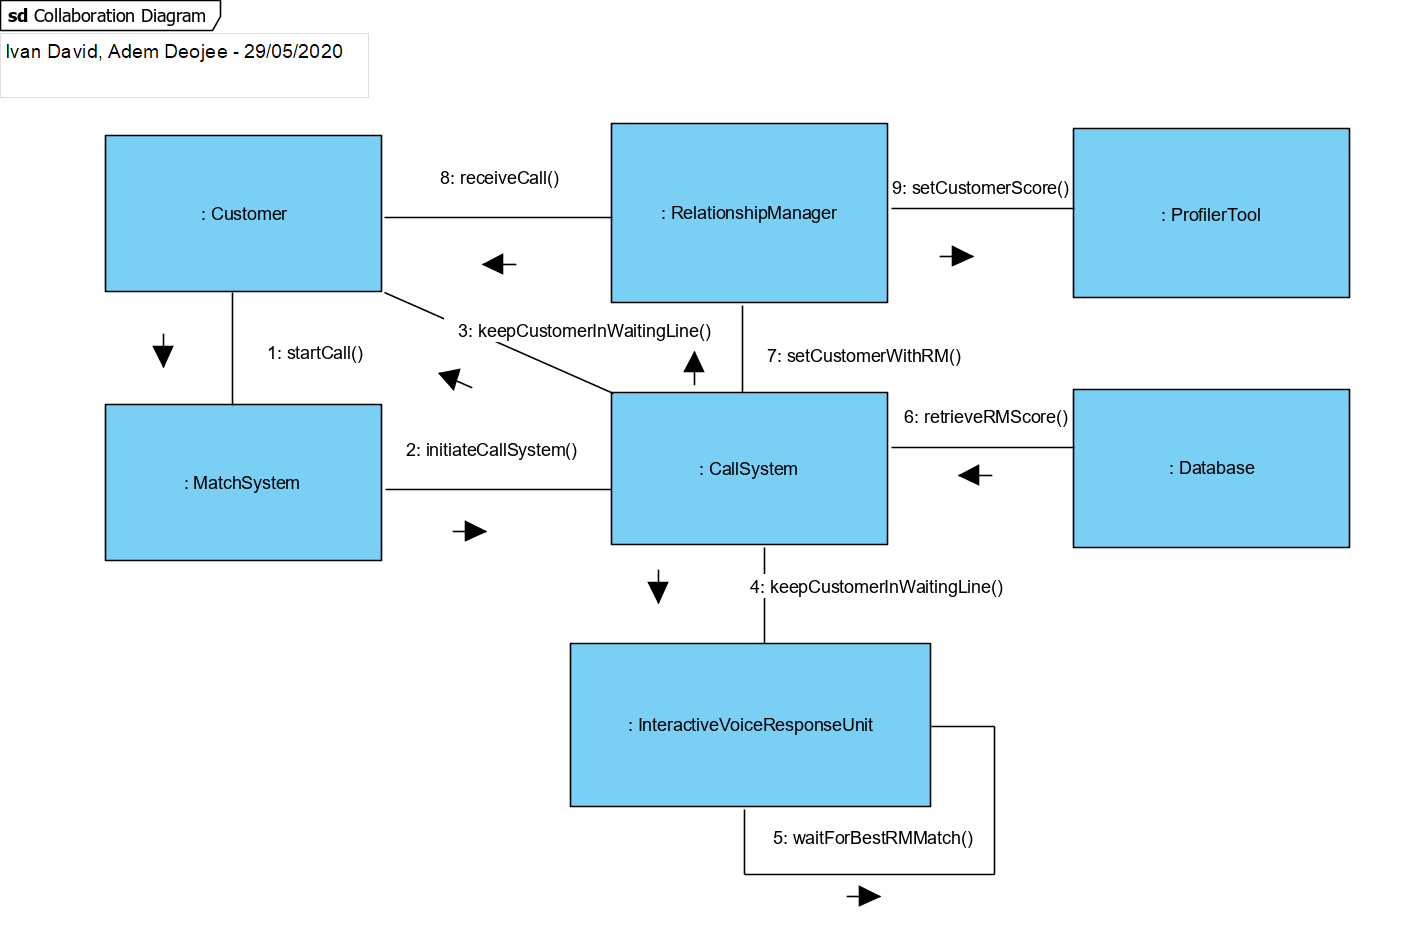 sd Collaboration Diagram
Ivan David, Adem Deojee - 29/05/2020
8: receiveCall()
9: setCustomerScore()
: Customer
: RelationshipManager
: ProfilerTool
3: keepCustomerInWaitingLine()
1: startCall()
7: setCustomerWithRM()
6: retrieveRMScore()
2: initiateCallSystem()
: MatchSystem
: CallSystem
: Database
4: keepCustomerInWaitingLine()
: InteractiveVoiceResponseUnit
5: waitForBestRMMatch()